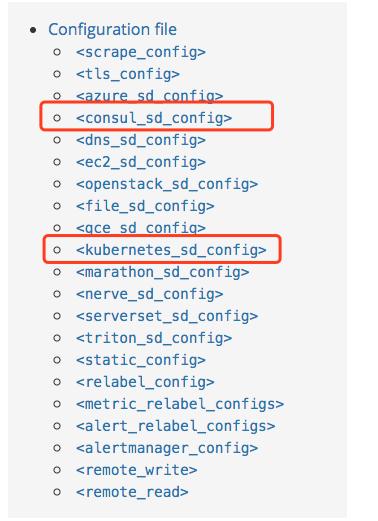 Configuration file
<scrape_config>
<tls_config>
<azure_sd_config>
<consul_sd_config>
<dns_sd_config>
<ec2_sd_config>
<openstack_sd_config>
<file_sd_config>
<gce_sd_config>
<kubernetes_sd_config>
<marathon_sd_config>
<nerve_sd_config>
<serverset_sd_config>
<triton_sd_config>
<static_config>
<relabel_config>
<metric_relabel_configs>
<alert_relabel_configs>
<alertmanager_config>
<remote_write>
<remote_read>